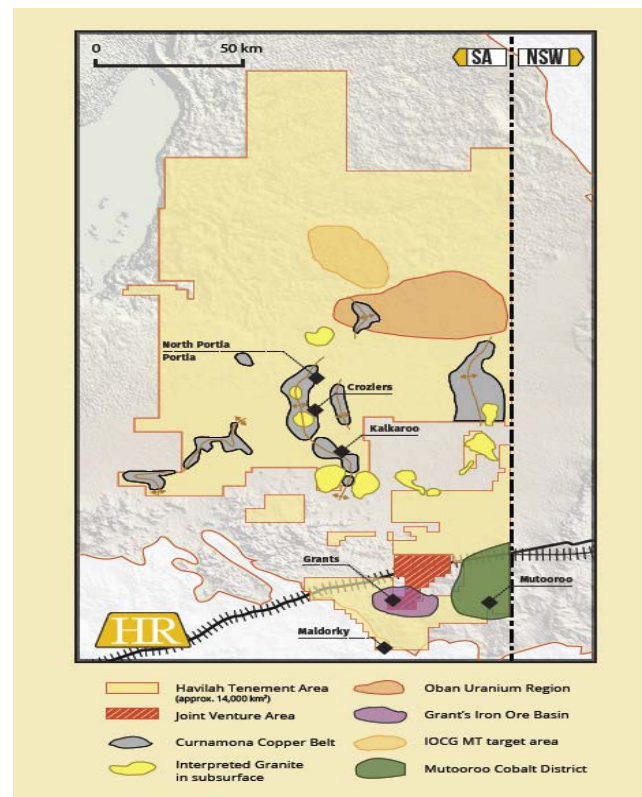 0 50 km
SA NSW
North Portia
Portia
Croziers
Kalkaroo
Grants
Mutooroo
HR
Maldorky
Havilah Tenement Area
(approx. 14,000 km²)
Oban Uranium Region
Joint Venture Area
Grant's Iron Ore Basin
Curnamona Copper Belt
IOCG MT target area
Interpreted Granite
in subsurface
Mutooroo Cobalt District